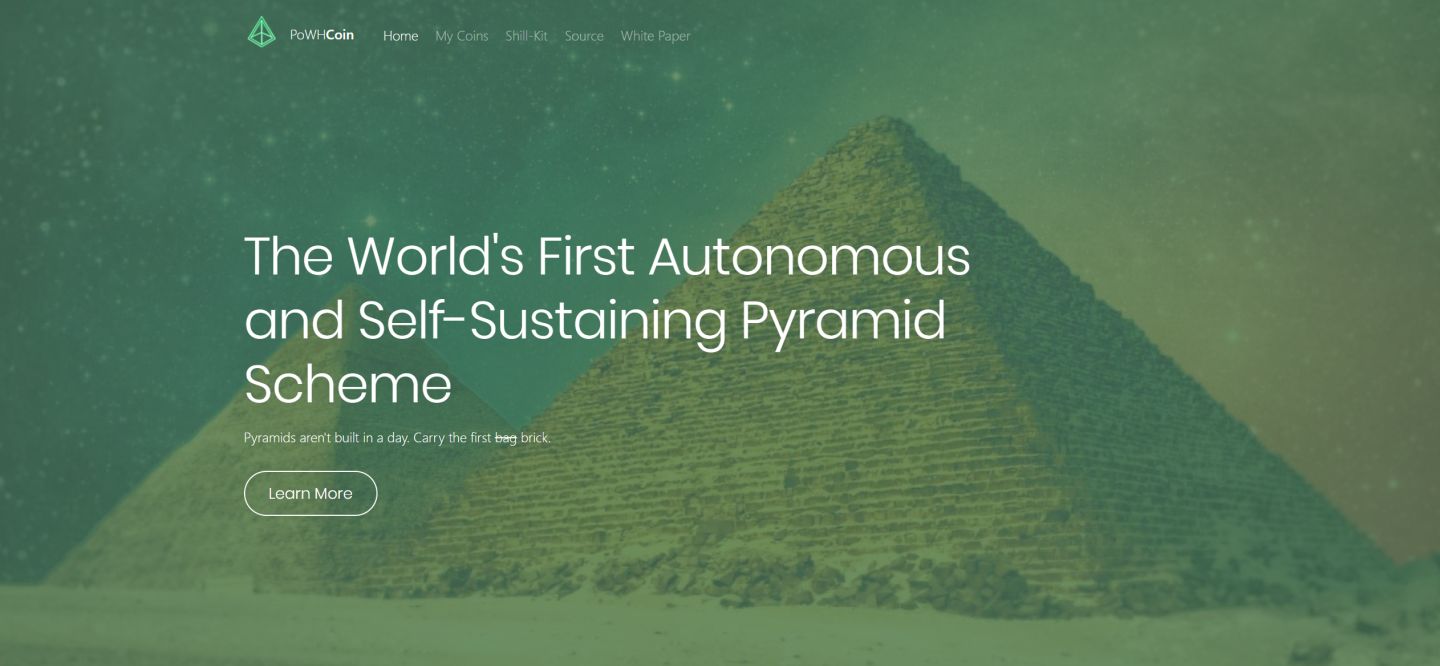 PoWHCoin Home My Coins Shill-Kit Source White Paper
The World's First Autonomous
and Self-Sustaining Pyramid
Scheme
Pyramids aren't built in a day. Carry the first bag brick.
Learn More